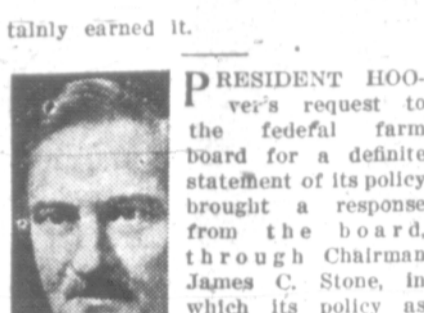 tainly earned it.
PRESIDENT HOO-
ver's request to
the federal farm
board for a definite
statement of its policy
brought a response
from the board,
through Chairman
James C. Stone, in
which its policy as